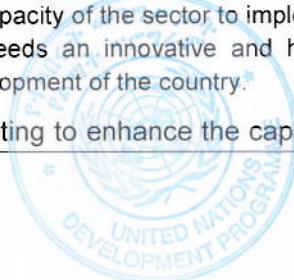 pacity of the sector to imple
eeds an innovative and h
opment of the country.
ting to enhance the cap
UNITED NATIONS
DEVELOPMENT PROGRAMME